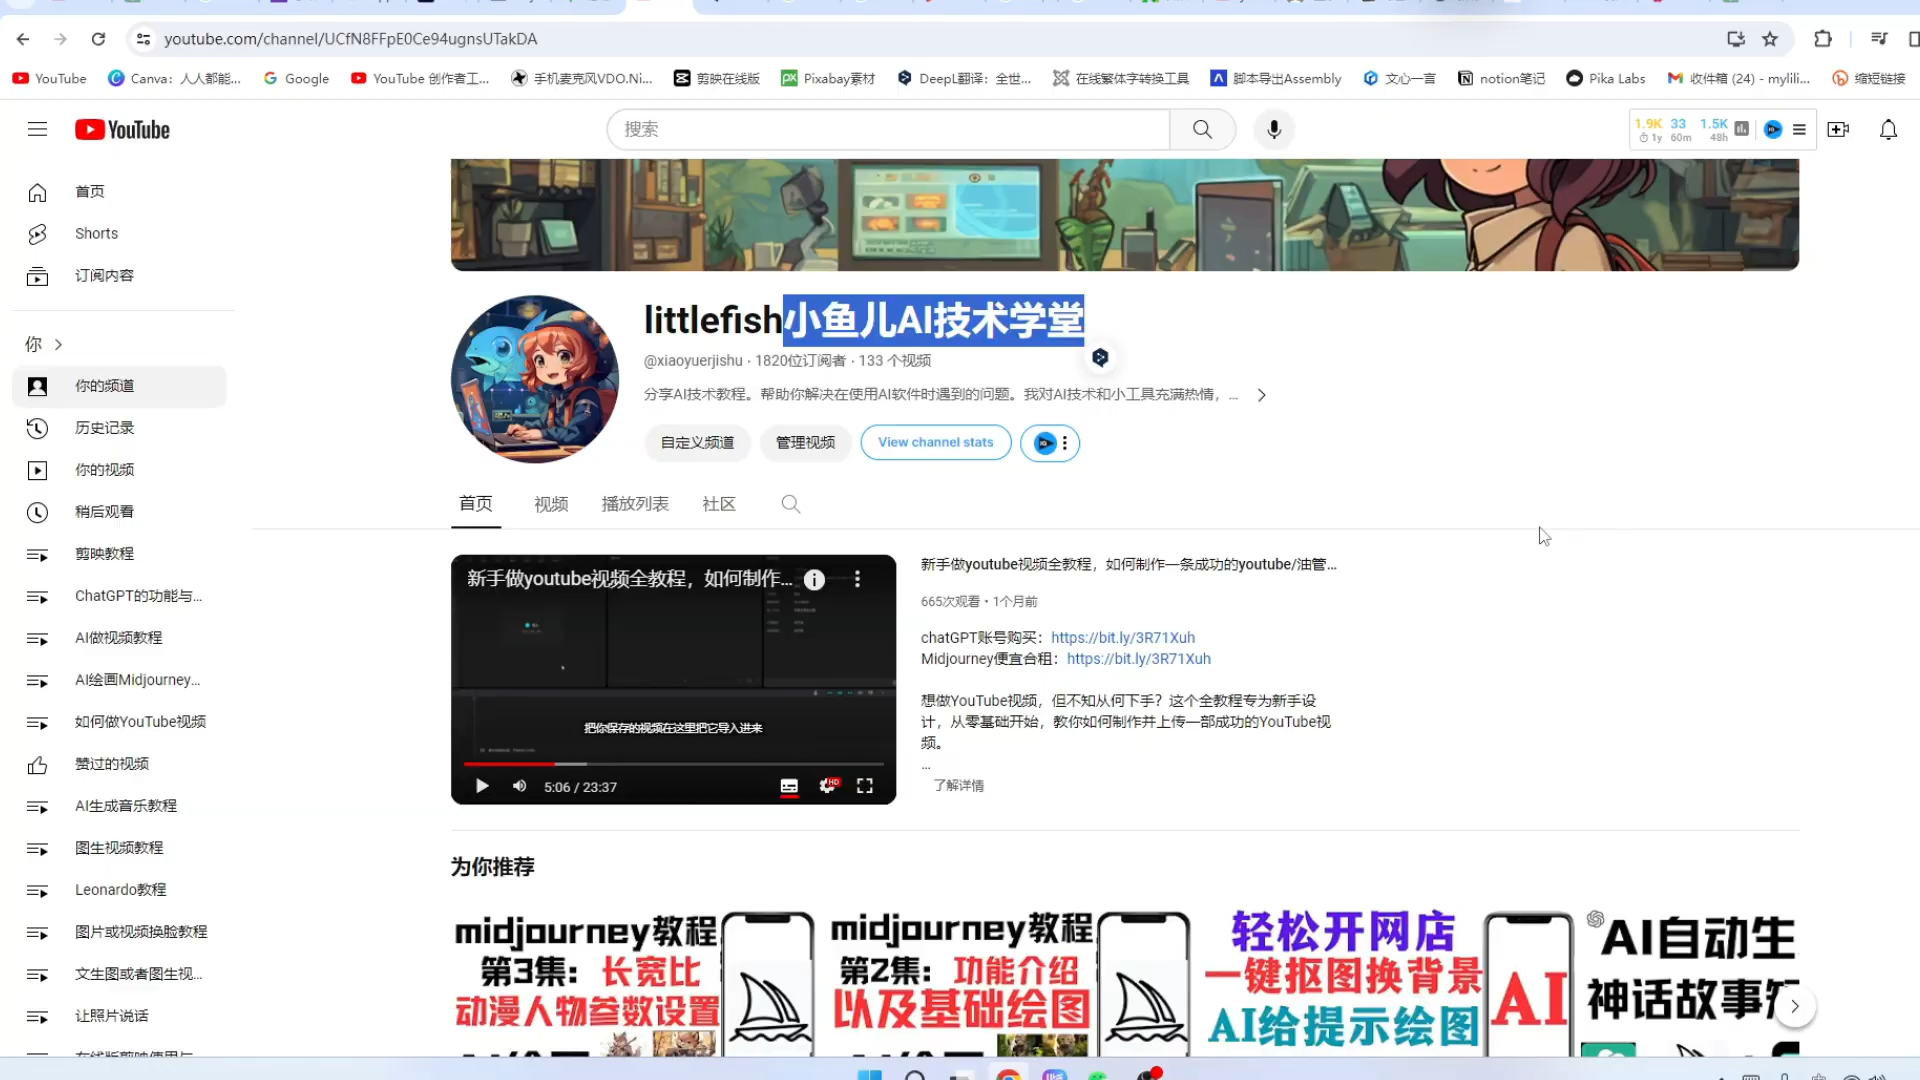 youtube.com/channel/UCfN8FFpE0Ce94ugnsUTakDA
YouTube
Canva：人人都能...
Google
YouTube 创作者工...
手机麦克风VDO.Ni...
剪映在线版
Pixabay素材
DeepL翻译：全世...
在线繁体字转换工具
脚本导出Assembly
文心一言
notion笔记
Pika Labs
收件箱 (24) - mylili...
缩短链接
YouTube
搜索
1.9K 33 1.5K
1y 60m 48h
首页
Shorts
订阅内容
你
你的频道
历史记录
你的视频
稍后观看
剪映教程
ChatGPT的功能与...
AI做视频教程
AI绘画Midjourney...
如何做YouTube视频
赞过的视频
AI生成音乐教程
图生视频教程
Leonardo教程
图片或视频换脸教程
文生图或者图生视...
让照片说话
littlefish小鱼儿AI技术学堂
@xiaoyuerjishu · 1820位订阅者 · 133 个视频
分享AI技术教程。帮助你解决在使用AI软件时遇到的问题。我对AI技术和小工具充满热情，...
自定义频道
管理视频
View channel stats
首页
视频
播放列表
社区
新手做youtube视频全教程，如何制作...
把你保存的视频在这里把它导入进来
5:06 / 23:37
HD
新手做youtube视频全教程，如何制作一条成功的youtube/油管...
665次观看 · 1个月前
chatGPT账号购买：https://bit.ly/3R71Xuh
Midjourney便宜合租：https://bit.ly/3R71Xuh
想做YouTube视频，但不知从何下手？这个全教程专为新手设
计，从零基础开始，教你如何制作并上传一部成功的YouTube视
频。
...
了解详情
为你推荐
midjourney教程
第3集：长宽比
动漫人物参数设置
midjourney教程
第2集：功能介绍
以及基础绘图
轻松开网店
一键抠图换背景
AI给提示绘图
AI
AI自动生
神话故事